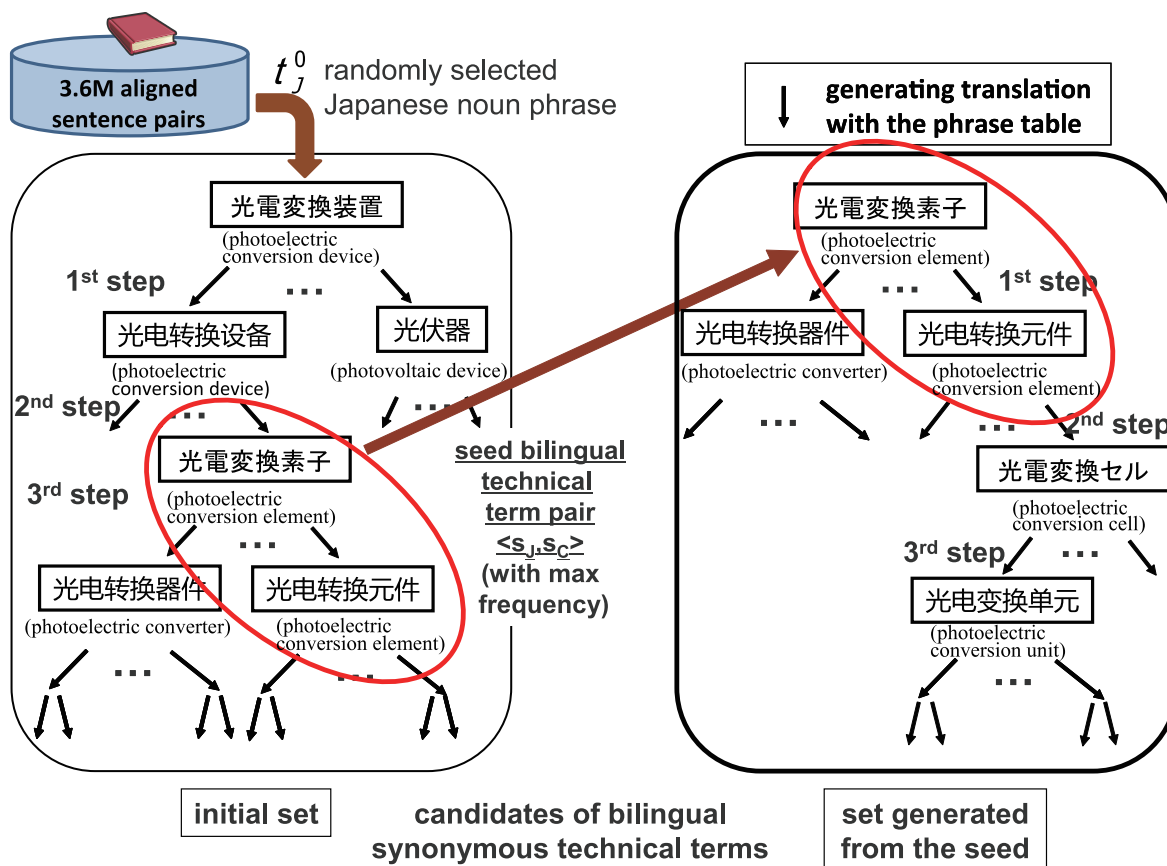 3.6M aligned
sentence pairs
t_J^0 randomly selected
Japanese noun phrase
光電変換装置
(photoelectric
conversion device)
1st step
...
光电转换设备
(photoelectric
conversion device)
光伏器
(photovoltaic device)
...
2nd step
...
光電変換素子
(photoelectric
conversion element)
3rd step
...
光电转换器件
(photoelectric converter)
...
光电转换元件
(photoelectric
conversion element)
...
seed bilingual
technical
term pair
<s_J,s_C>
(with max
frequency)
initial set
candidates of bilingual
synonymous technical terms
generating translation
with the phrase table
光電変換素子
(photoelectric
conversion element)
1st step
...
光电转换器件
(photoelectric converter)
...
光电转换元件
(photoelectric
conversion element)
...
2nd step
光電変換セル
(photoelectric
conversion cell)
3rd step
...
光电变换单元
(photoelectric
conversion unit)
...
set generated
from the seed